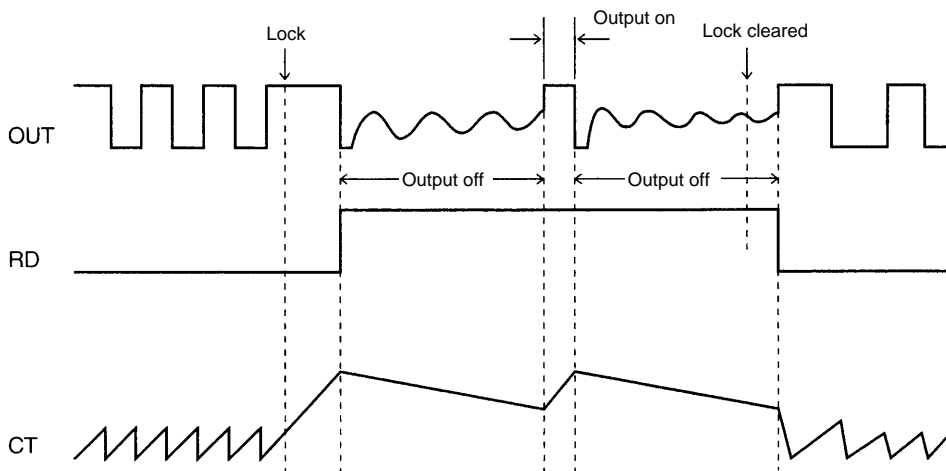 Output on
Lock
Lock cleared
OUT
Output off
Output off
RD
CT